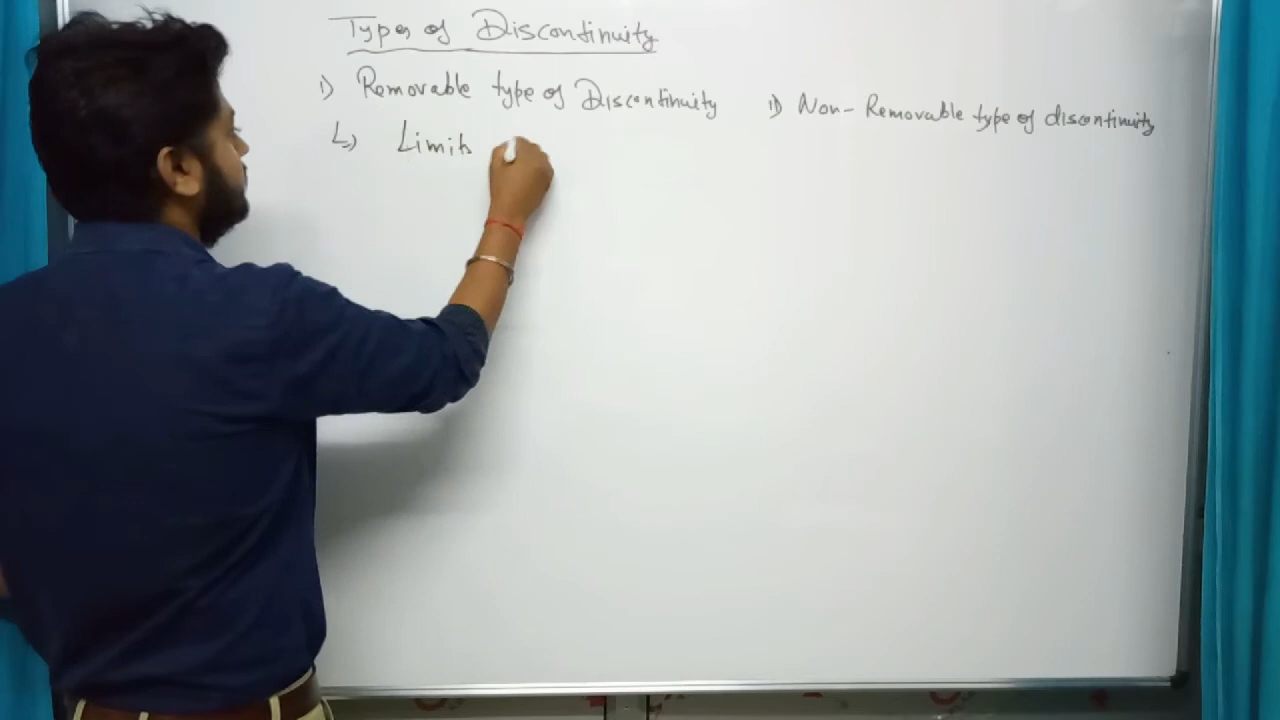 Types of Discontinuity
1) Removable type of Discontinuity
1) Non-Removable type of discontinuity
↳ Limit